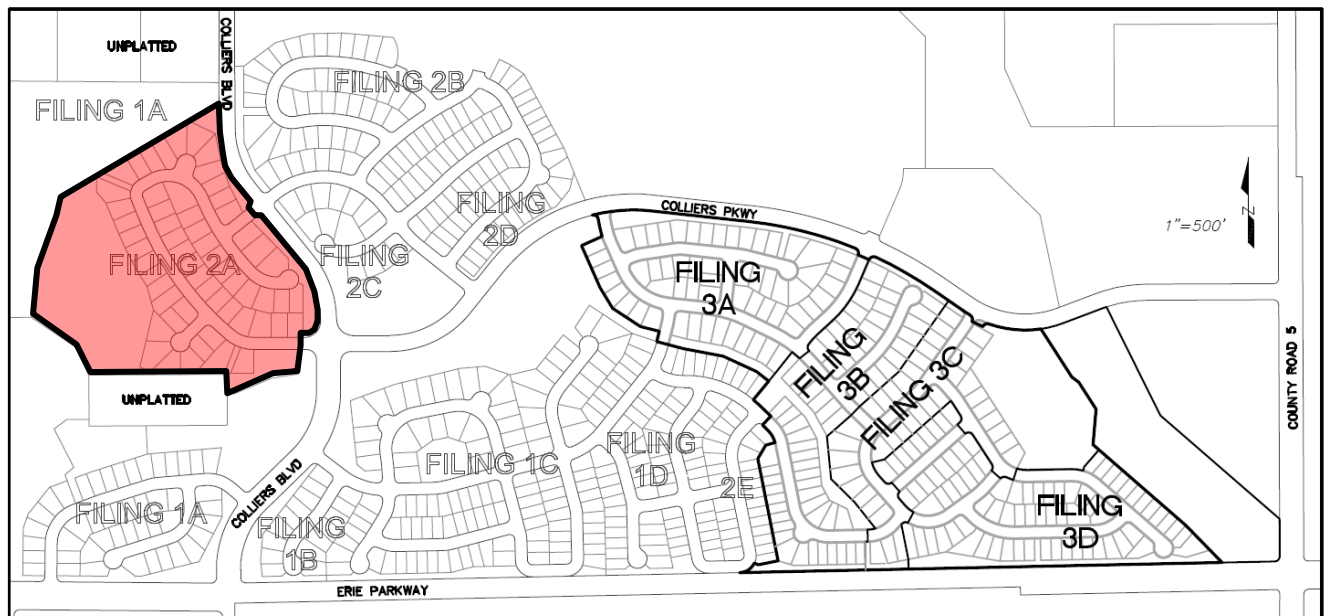 UNPLATTED
COLLIERS BLVD
FILING 2B
FILING 1A
FILING
2D
COLLIERS PKWY
1"=500'
N
FILING 2A
FILING
2C
FILING
3A
FILING
3B
FILING 3C
COUNTY ROAD 5
UNPLATTED
FILING 1C
FILING
1D
2E
COLLIERS BLVD
FILING 1A
FILING
1B
FILING
3D
ERIE PARKWAY